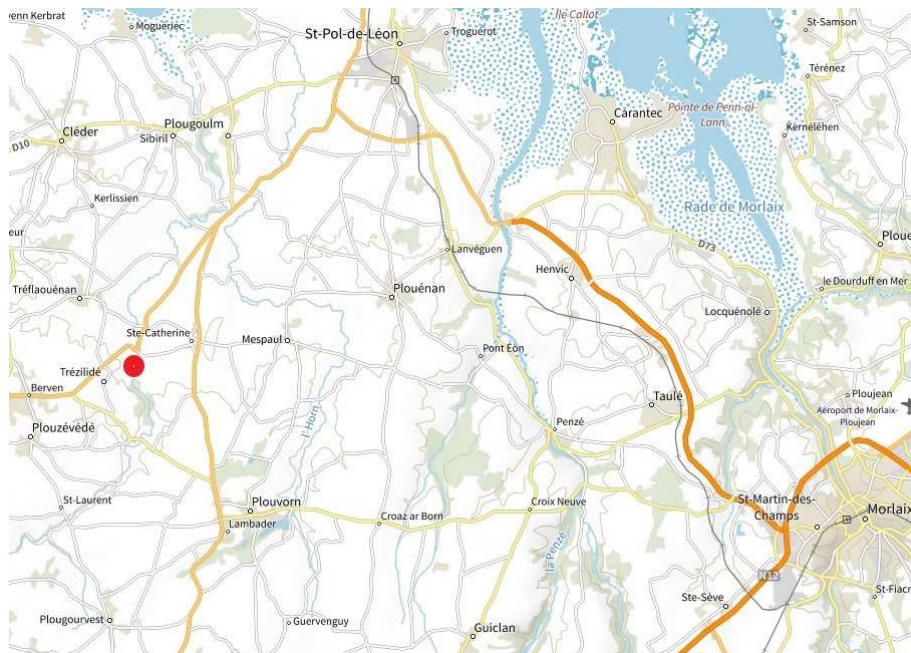 venn Kerbrat
Moguériec
St-Pol-de-Léon
Troguérot
Île Callot
St-Samson
Térénez
Carantec
Pointe de Penn-al-
Lann
Kernéléhen
Plougoulm
Sibiril
Cléder
D10
Kerlissien
Rade de Morlaix
D73
Ploue
eur
Lanvéguen
Henvic
le Dourduff en Mer
Tréflaouénan
Plouénan
Locquénolé
Ste-Catherine
Mespaul
Pont Eon
Trézilidé
Berven
Taulé
Ploujean
Aéroport de Morlaix-
Ploujean
l'Horn
Plouzévédé
Penzé
St-Laurent
Plouvorn
Lambader
Croaz ar Born
Croix Neuve
St-Martin-des-
Champs
Morlaix
la Penzé
N12
Ste-Sève
St-Fiacr
Plougourvest
Guervenguy
Guiclan